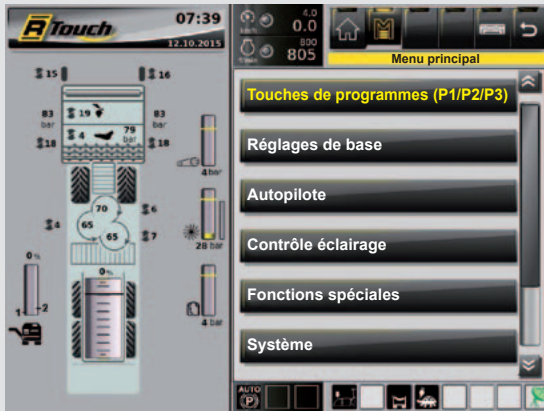 R Touch
07:39
12.10.2015
15
16
83
bar
19
83
bar
4
79
bar
18
18
4 bar
70
65
65
4
6
7
28 bar
0%
0%
1
2
4 bar
4.0
0.0
800
805
Menu principal
Touches de programmes (P1/P2/P3)
Réglages de base
Autopilote
Contrôle éclairage
Fonctions spéciales
Système
AUTO
P